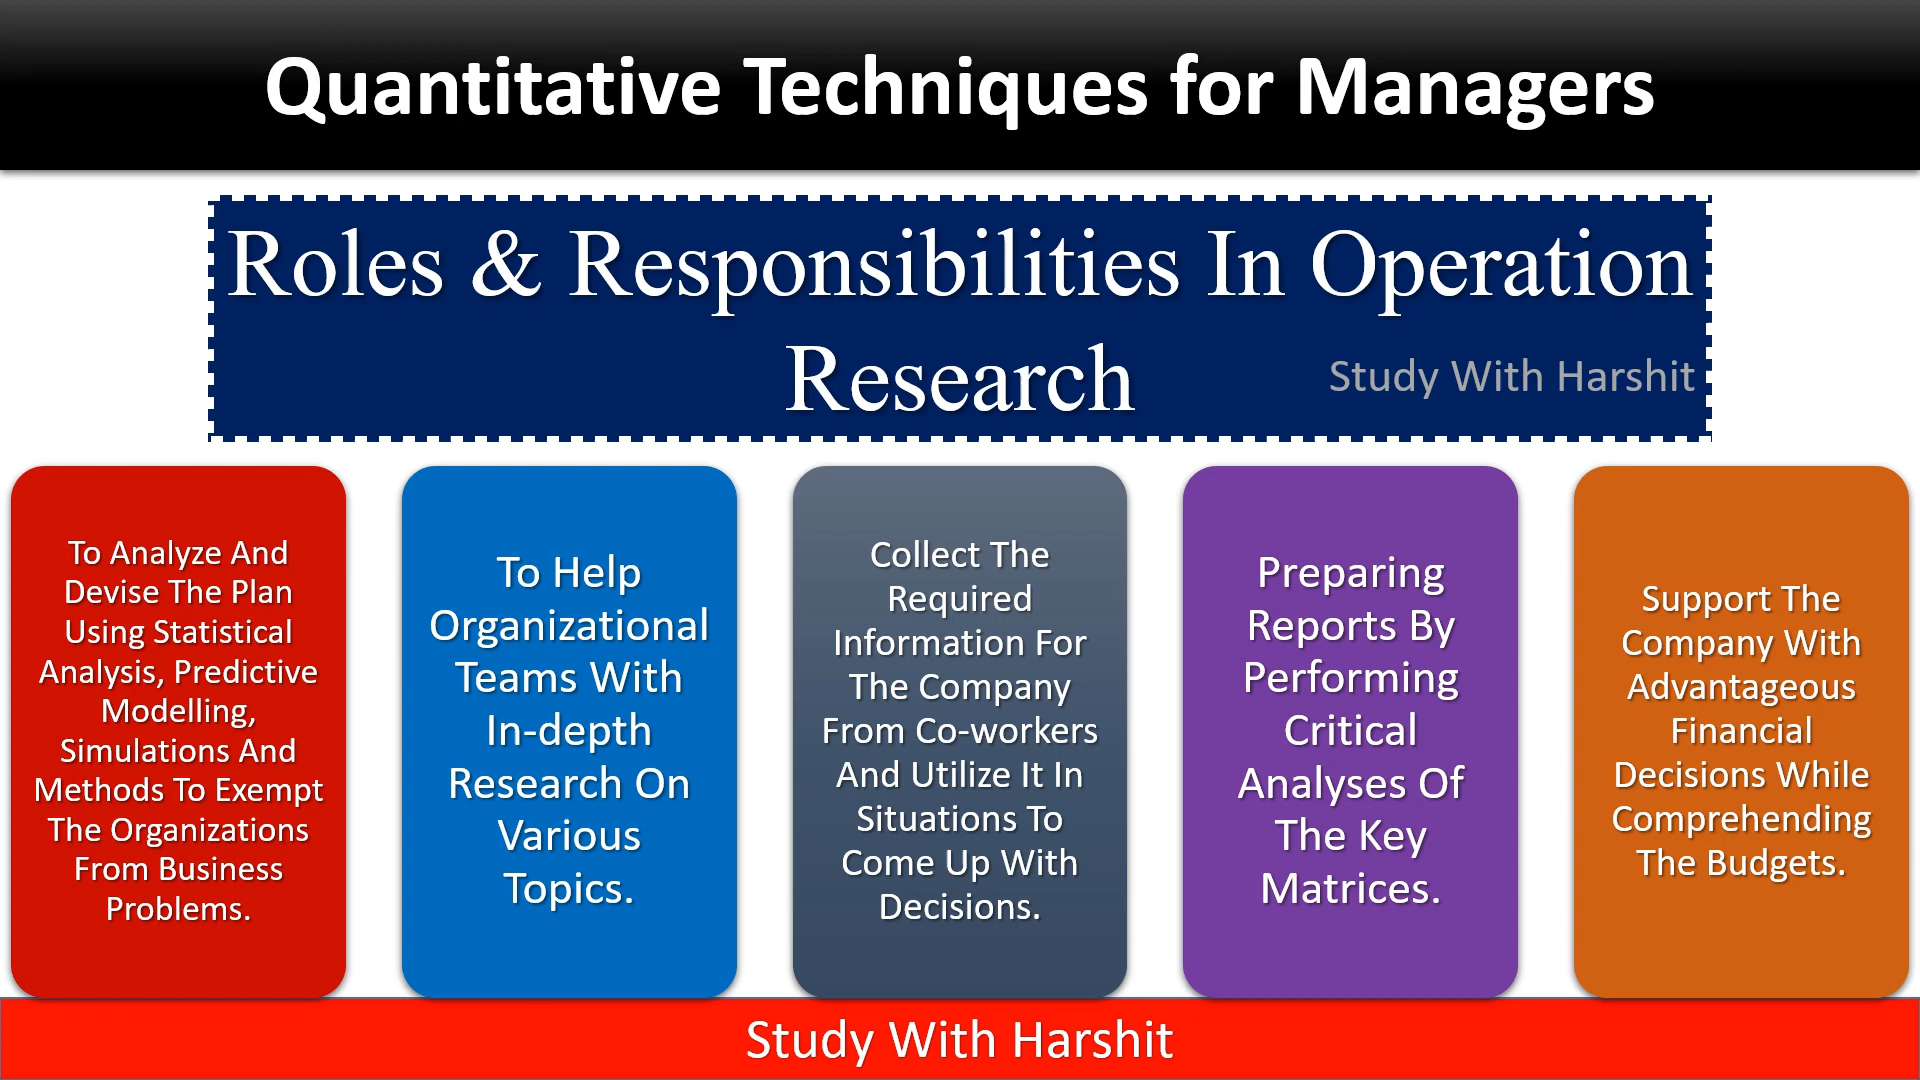 Quantitative Techniques for Managers
Roles & Responsibilities In Operation
Research
Study With Harshit
To Analyze And
Devise The Plan
Using Statistical
Analysis, Predictive
Modelling,
Simulations And
Methods To Exempt
The Organizations
From Business
Problems.
To Help
Organizational
Teams With
In-depth
Research On
Various
Topics.
Collect The
Required
Information For
The Company
From Co-workers
And Utilize It In
Situations To
Come Up With
Decisions.
Preparing
Reports By
Performing
Critical
Analyses Of
The Key
Matrices.
Support The
Company With
Advantageous
Financial
Decisions While
Comprehending
The Budgets.
Study With Harshit